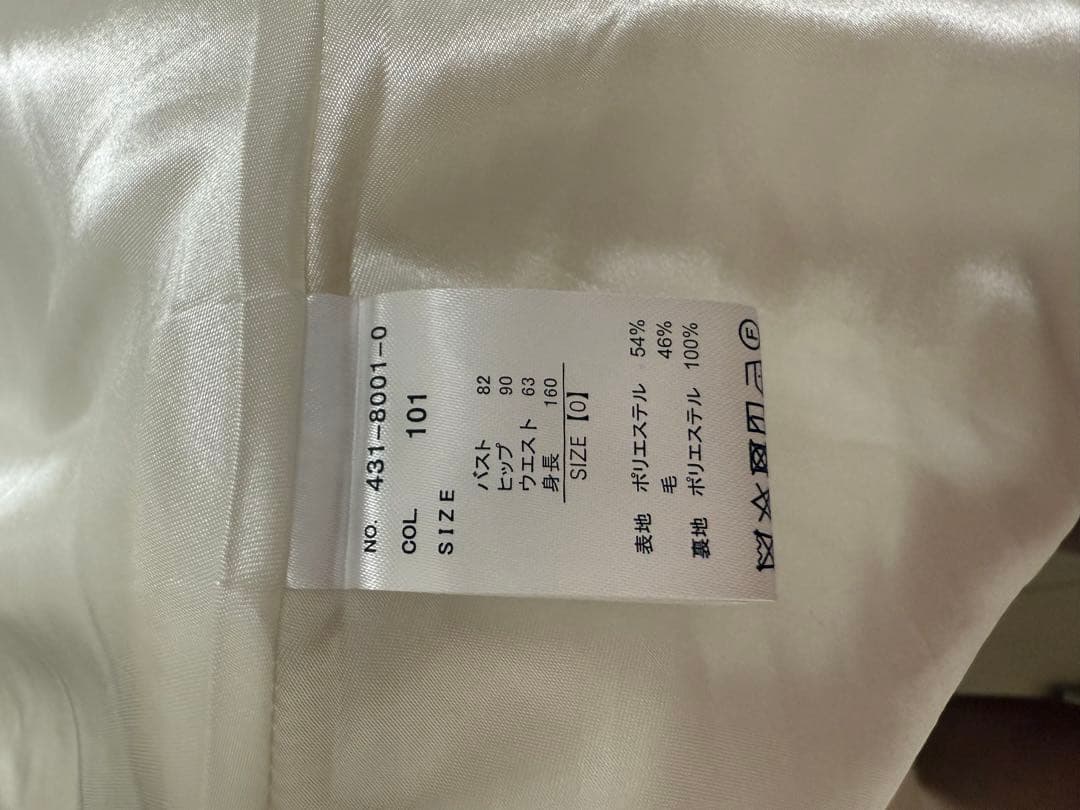 NO. 431-8001-0
COL 101
SIZE
バスト 82
ヒップ 90
ウエスト 63
身長 160
SIZE【0】
表地 ポリエステル 54%
毛 46%
裏地 ポリエステル 100%
F